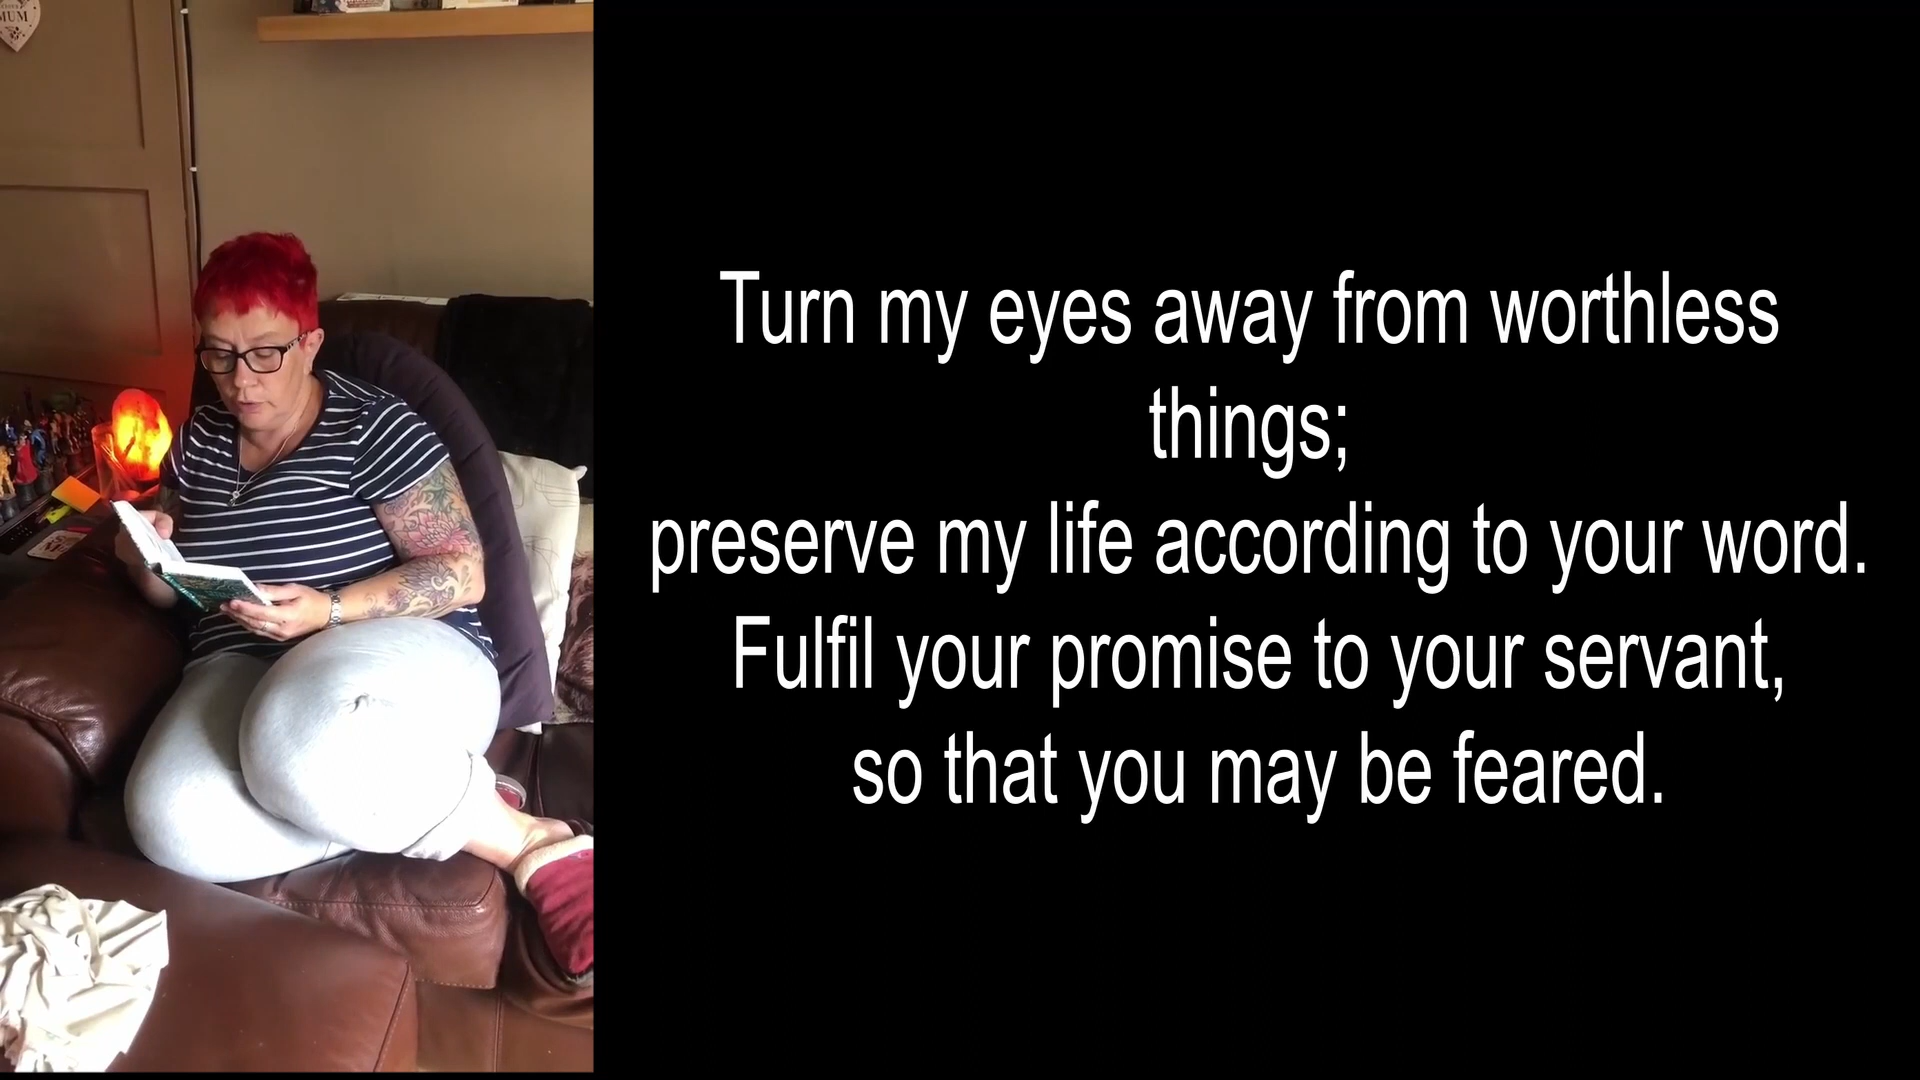 MUM
Turn my eyes away from worthless
things;
preserve my life according to your word.
Fulfil your promise to your servant,
so that you may be feared.